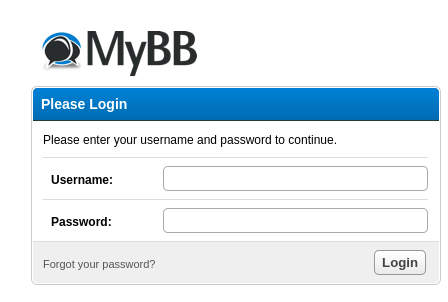 MyBB
Please Login
Please enter your username and password to continue.
Username:
Password:
Forgot your password?
Login